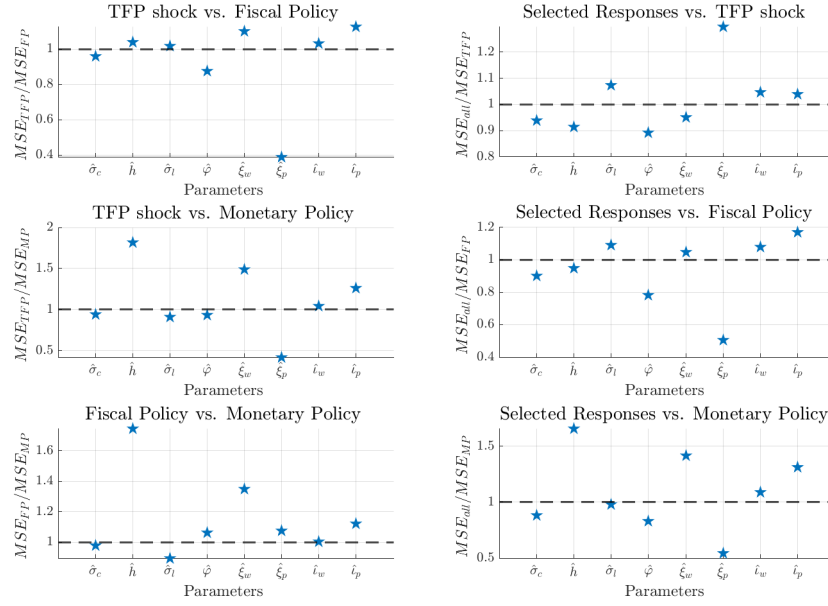 TFP shock vs. Fiscal Policy
MSE_TFP/MSE_FP
1
0.8
0.6
0.4
σ̂_c ĥ σ̂_l φ̂ ξ̂_w ξ̂_p ι̂_w ι̂_p
Parameters
Selected Responses vs. TFP shock
MSE_all/MSE_TFP
1.2
1.1
1
0.9
0.8
σ̂_c ĥ σ̂_l φ̂ ξ̂_w ξ̂_p ι̂_w ι̂_p
Parameters
TFP shock vs. Monetary Policy
MSE_TFP/MSE_MP
2
1.5
1
0.5
σ̂_c ĥ σ̂_l φ̂ ξ̂_w ξ̂_p ι̂_w ι̂_p
Parameters
Selected Responses vs. Fiscal Policy
MSE_all/MSE_FP
1.2
1
0.8
0.6
0.4
σ̂_c ĥ σ̂_l φ̂ ξ̂_w ξ̂_p ι̂_w ι̂_p
Parameters
Fiscal Policy vs. Monetary Policy
MSE_FP/MSE_MP
1.6
1.4
1.2
1
σ̂_c ĥ σ̂_l φ̂ ξ̂_w ξ̂_p ι̂_w ι̂_p
Parameters
Selected Responses vs. Monetary Policy
MSE_all/MSE_MP
1.5
1
0.5
σ̂_c ĥ σ̂_l φ̂ ξ̂_w ξ̂_p ι̂_w ι̂_p
Parameters